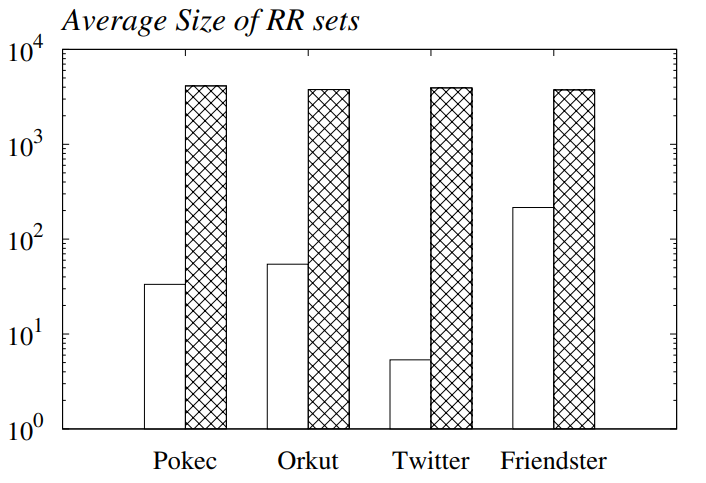 Average Size of RR sets
10^4
10^3
10^2
10^1
10^0
Pokec Orkut Twitter Friendster